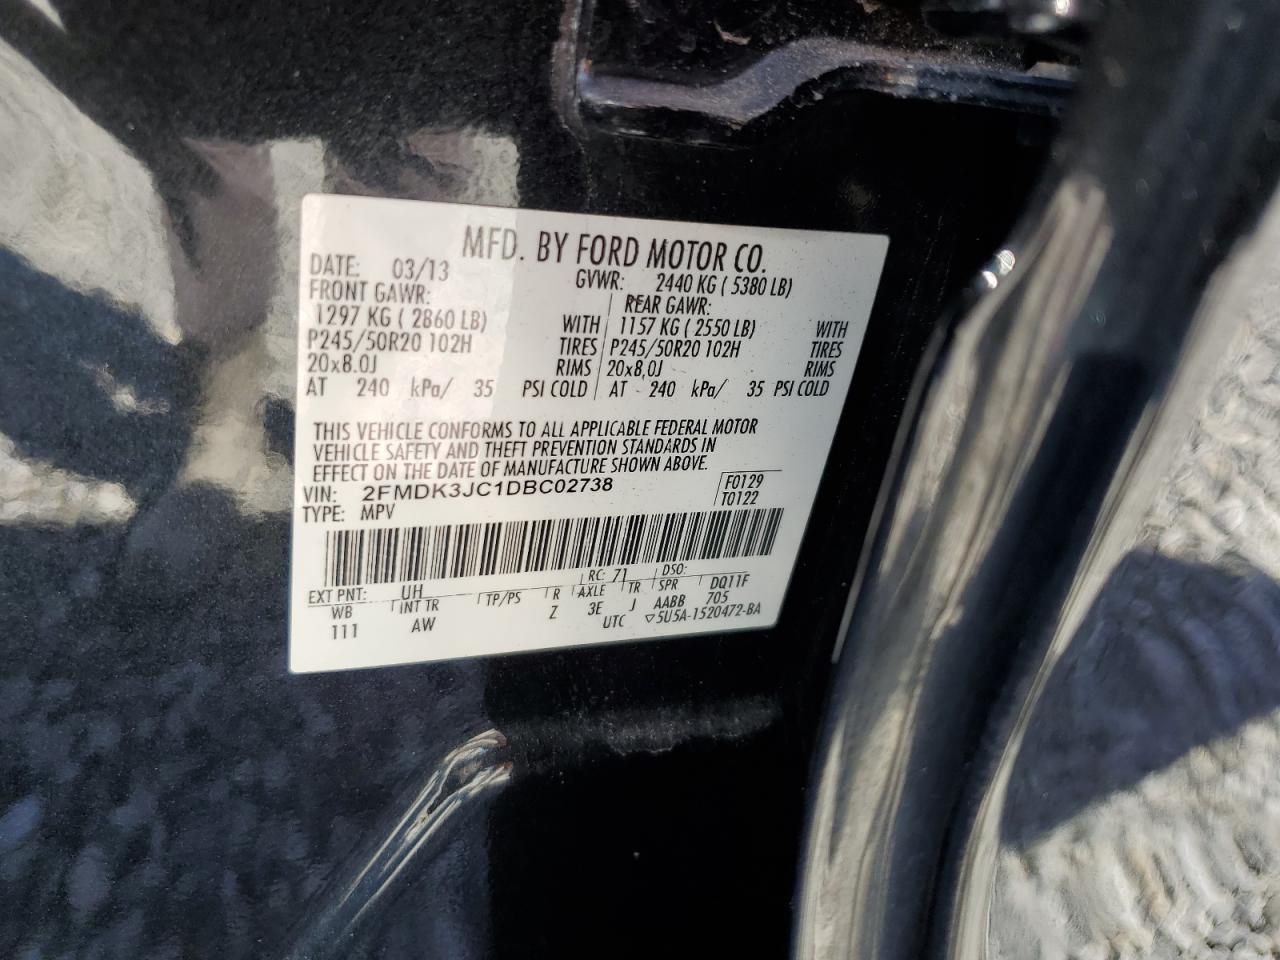 MFD. BY FORD MOTOR CO.
DATE: 03/13 GVWR: 2440 KG ( 5380 LB)
FRONT GAWR: REAR GAWR:
1297 KG ( 2860 LB) WITH 1157 KG ( 2550 LB) WITH
P245/50R20 102H TIRES P245/50R20 102H TIRES
20x8.0J RIMS 20x8.0J RIMS
AT 240 kPa/ 35 PSI COLD AT 240 kPa/ 35 PSI COLD
THIS VEHICLE CONFORMS TO ALL APPLICABLE FEDERAL MOTOR
VEHICLE SAFETY AND THEFT PREVENTION STANDARDS IN
EFFECT ON THE DATE OF MANUFACTURE SHOWN ABOVE.
VIN: 2FMDK3JC1DBC02738 F0129
TYPE: MPV T0122
EXT PNT: UH RC: 71 DSO:
WB INT TR TP/PS R AXLE TR SPR DQ11F
111 AW Z 3E J AABB 705
UTC ▽5U5A-1520472-BA